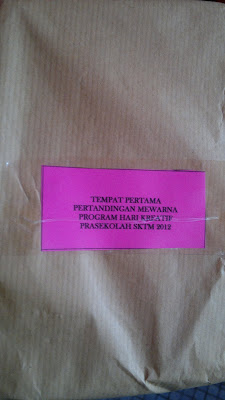 TEMPAT PERTAMA
PERTANDINGAN MEWARNA
PROGRAM HARI KREATIF
PRASEKOLAH SKTM 2012